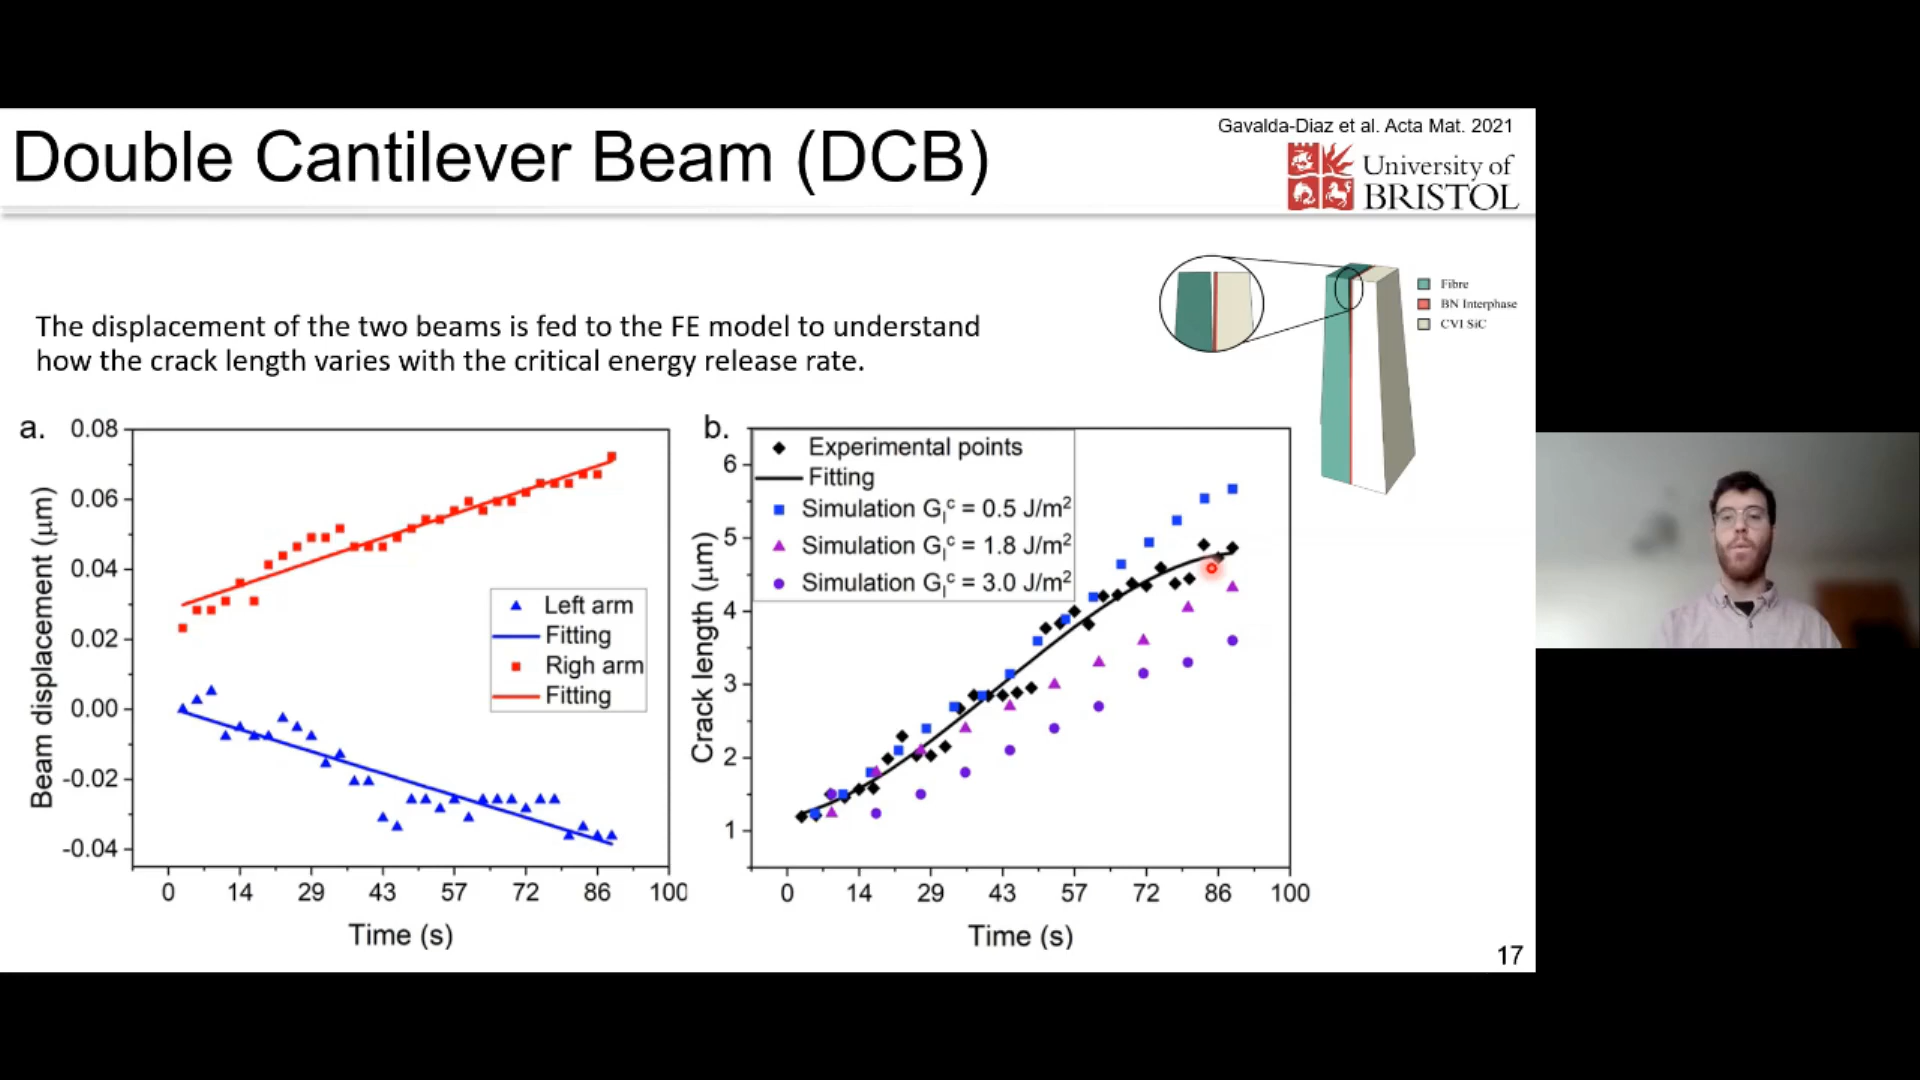 Double Cantilever Beam (DCB)
Gavalda-Diaz et al. Acta Mat. 2021
University of
BRISTOL
Fibre
BN Interphase
CVI SiC
The displacement of the two beams is fed to the FE model to understand
how the crack length varies with the critical energy release rate.
a.
0.08
0.06
0.04
0.02
0.00
-0.02
-0.04
Beam displacement (μm)
Left arm
Fitting
Righ arm
Fitting
0 14 29 43 57 72 86 100
Time (s)
b.
6
5
4
3
2
1
Crack length (μm)
Experimental points
Fitting
Simulation G_I^c = 0.5 J/m²
Simulation G_I^c = 1.8 J/m²
Simulation G_I^c = 3.0 J/m²
0 14 29 43 57 72 86 100
Time (s)
17